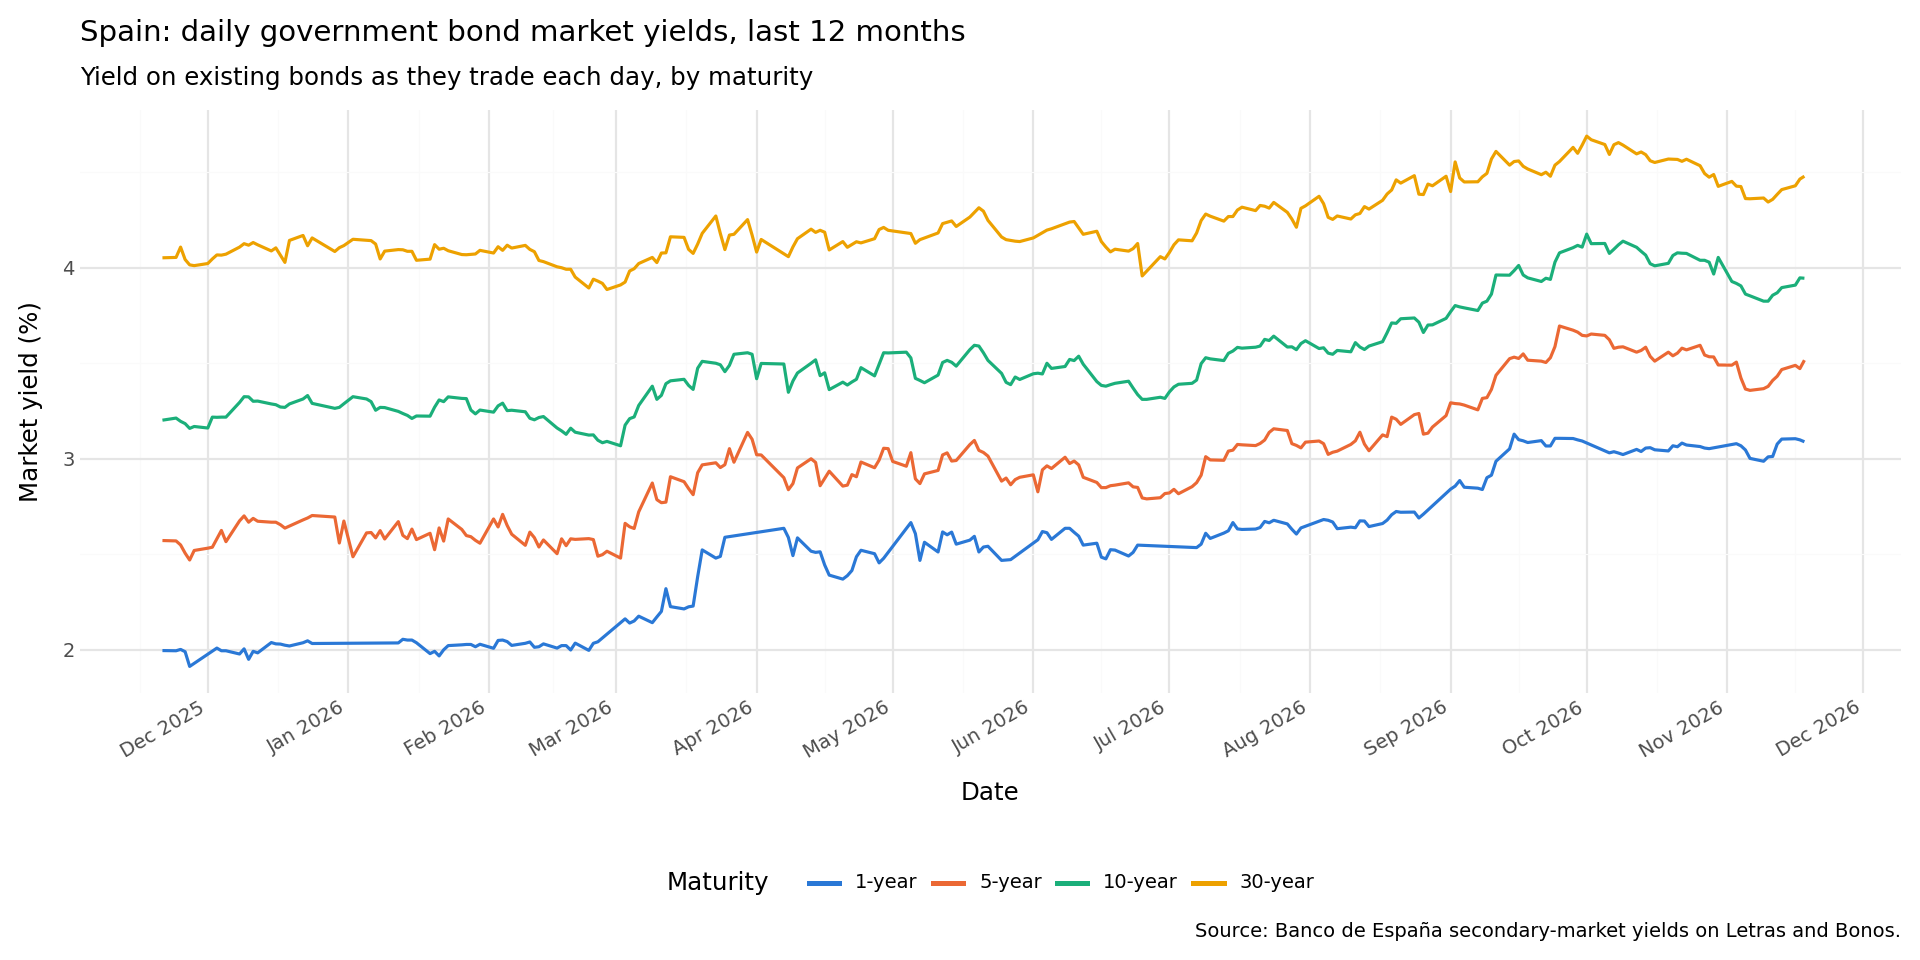 Spain: daily government bond market yields, last 12 months
Yield on existing bonds as they trade each day, by maturity
Market yield (%)
4
3
2
Dec 2025
Jan 2026
Feb 2026
Mar 2026
Apr 2026
May 2026
Jun 2026
Jul 2026
Aug 2026
Sep 2026
Oct 2026
Nov 2026
Dec 2026
Date
Maturity
1-year
5-year
10-year
30-year
Source: Banco de España secondary-market yields on Letras and Bonos.